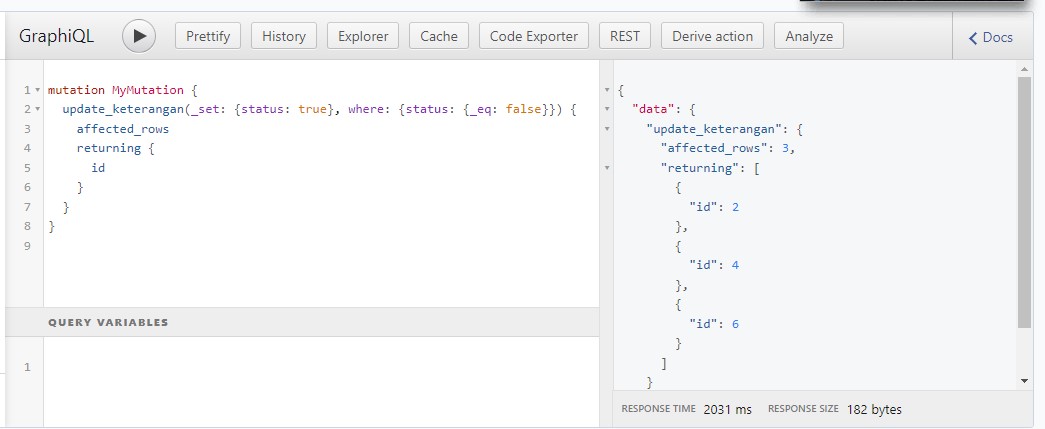 GraphiQL Prettify History Explorer Cache Code Exporter REST Derive action Analyze Docs
1 mutation MyMutation {
2 update_keterangan(_set: {status: true}, where: {status: {_eq: false}}) {
3 affected_rows
4 returning {
5 id
6 }
7 }
8 }
9
QUERY VARIABLES
1
{
"data": {
"update_keterangan": {
"affected_rows": 3,
"returning": [
{
"id": 2
},
{
"id": 4
},
{
"id": 6
}
]
}
RESPONSE TIME 2031 ms RESPONSE SIZE 182 bytes